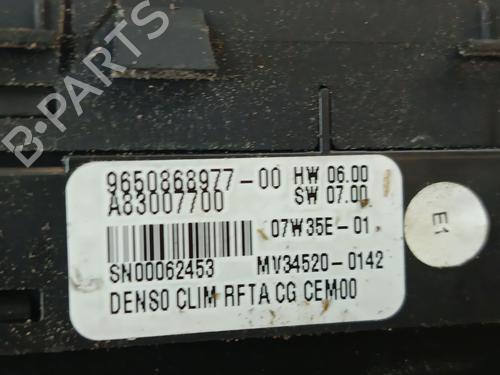 B-PARTS
9650868977-00 HW 06.00
A83007700 SW 07.00
07W35E-01
SN00062453 MV34520-0142
DENSO CLIM RFTA CG CEM00
E1